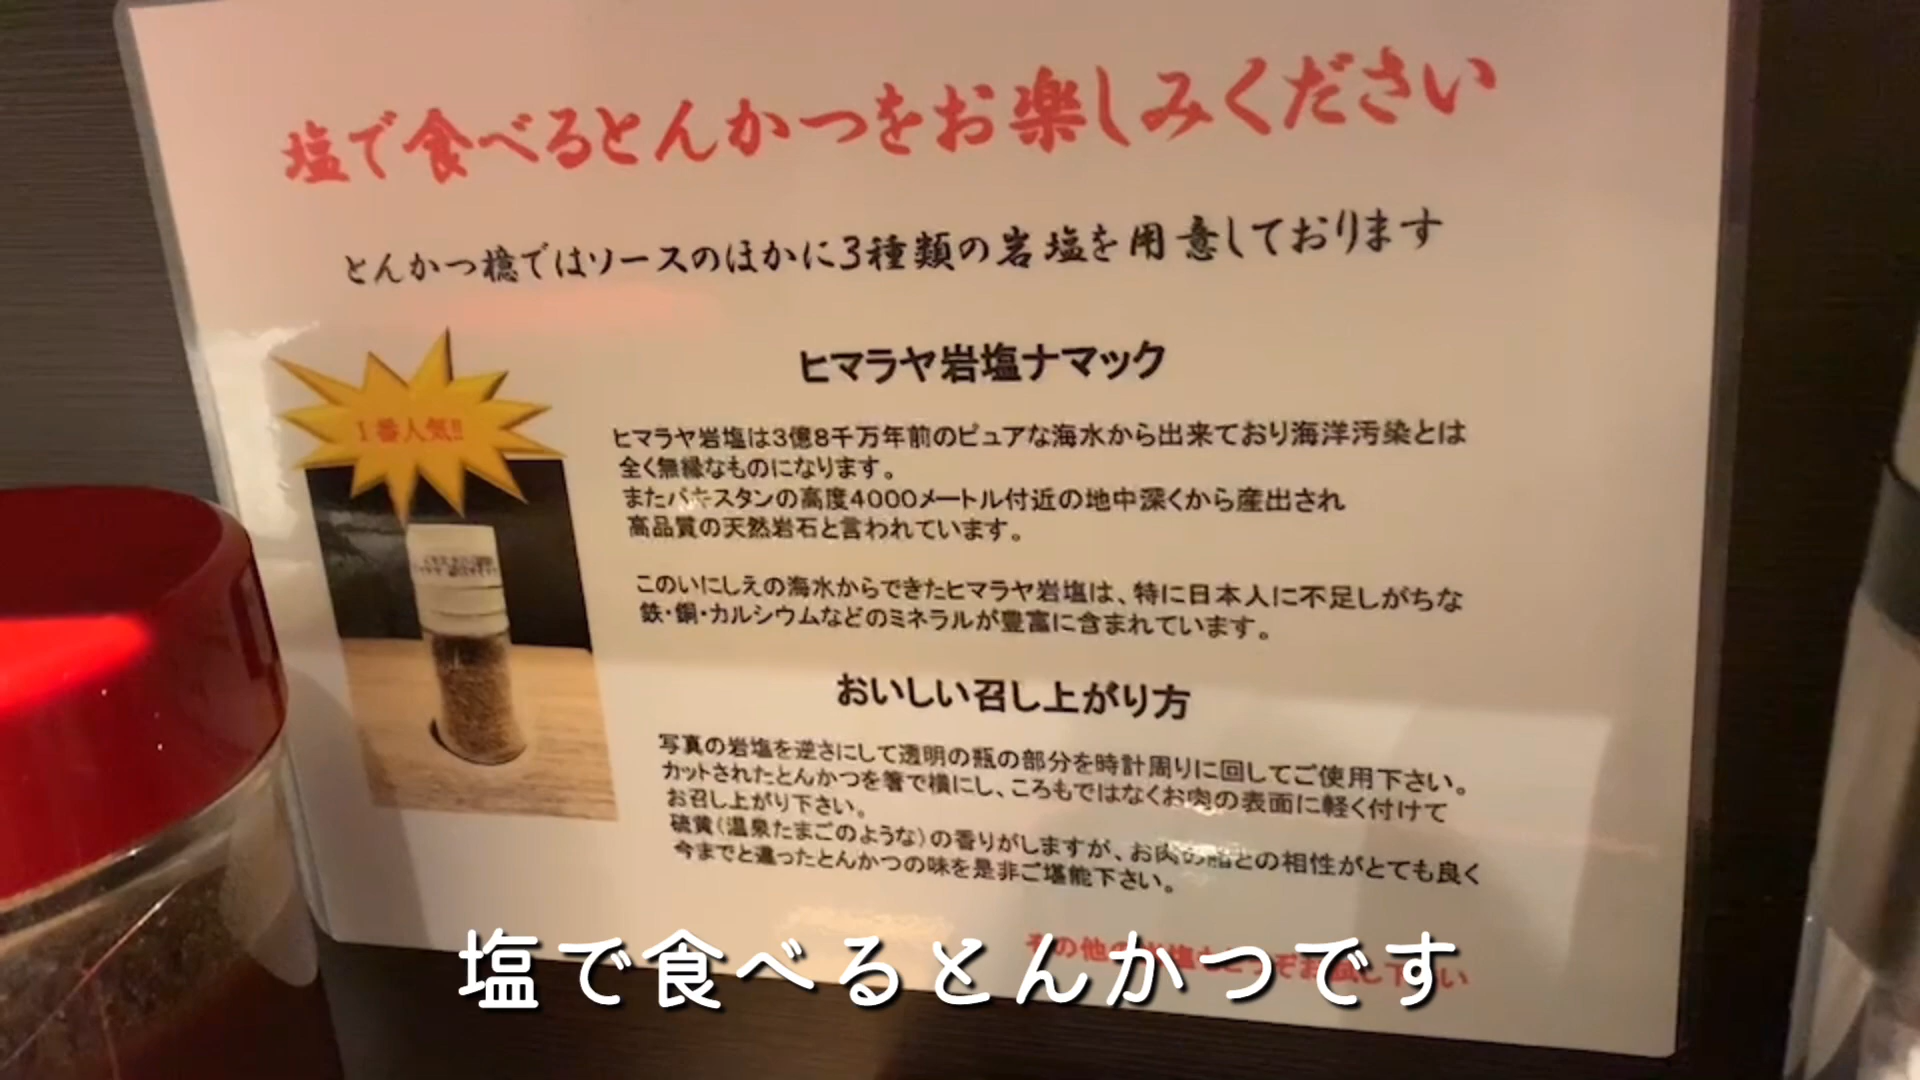 塩で食べるとんかつをお楽しみください
とんかつ檍ではソースのほかに3種類の岩塩を用意しております
1番人気!!
ヒマラヤ岩塩ナマック
ヒマラヤ岩塩は3億8千万年前のピュアな海水から出来ており海洋汚染とは
全く無縁なものになります。
またパキスタンの高度4000メートル付近の地中深くから産出され
高品質の天然岩石と言われています。
このいにしえの海水からできたヒマラヤ岩塩は、特に日本人に不足しがちな
鉄・銅・カルシウムなどのミネラルが豊富に含まれています。
おいしい召し上がり方
写真の岩塩を逆さにして透明の瓶の部分を時計周りに回してご使用下さい。
カットされたとんかつを箸で横にし、ころもではなくお肉の表面に軽く付けて
お召し上がり下さい。
硫黄(温泉たまごのような)の香りがしますが、お肉の脂との相性がとても良く
今までと違ったとんかつの味を是非ご堪能下さい。
その他の岩塩もどうぞお試し下さい
塩で食べるとんかつです